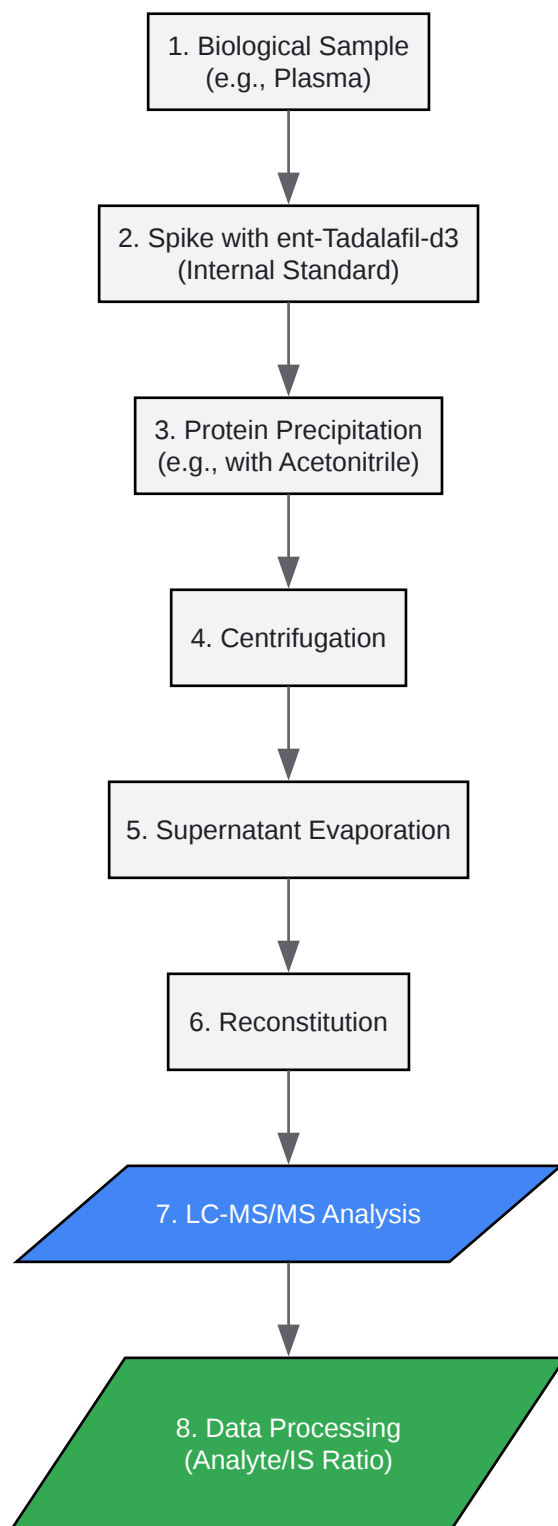 1. Biological Sample
(e.g., Plasma)
2. Spike with ent-Tadalafil-d3
(Internal Standard)
3. Protein Precipitation
(e.g., with Acetonitrile)
4. Centrifugation
5. Supernatant Evaporation
6. Reconstitution
7. LC-MS/MS Analysis
8. Data Processing
(Analyte/IS Ratio)